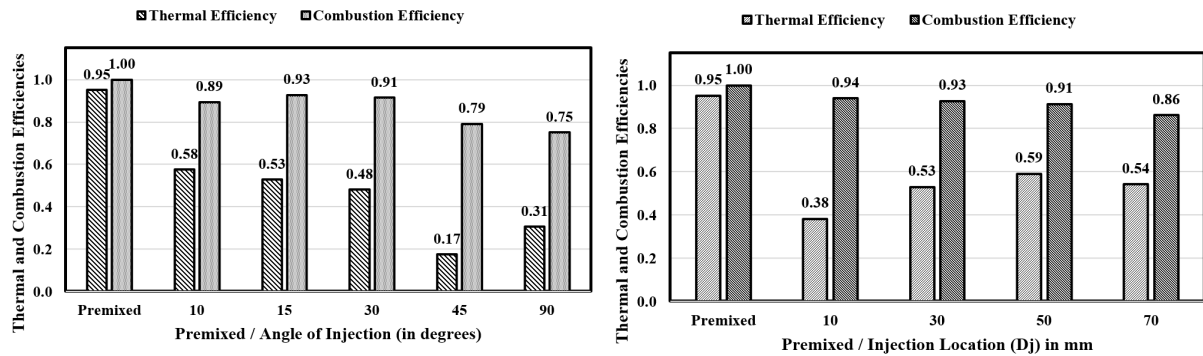 Thermal Efficiency Combustion Efficiency
Thermal and Combustion Efficiencies
1.0
0.8
0.6
0.4
0.2
0.0
0.95 1.00 0.58 0.89 0.53 0.93 0.48 0.91 0.17 0.79 0.31 0.75
Premixed 10 15 30 45 90
Premixed / Angle of Injection (in degrees)
Thermal Efficiency Combustion Efficiency
Thermal and Combustion Efficiencies
1.0
0.8
0.6
0.4
0.2
0.0
0.95 1.00 0.38 0.94 0.53 0.93 0.59 0.91 0.54 0.86
Premixed 10 30 50 70
Premixed / Injection Location (Dj) in mm